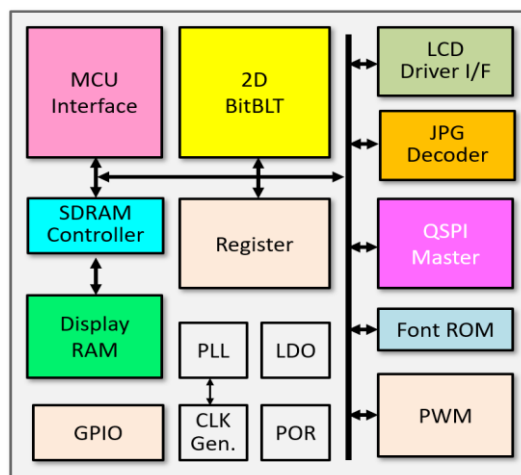 MCU
Interface
2D
BitBLT
LCD
Driver I/F
JPG
Decoder
SDRAM
Controller
Register
QSPI
Master
Display
RAM
PLL
LDO
Font ROM
GPIO
CLK
Gen.
POR
PWM